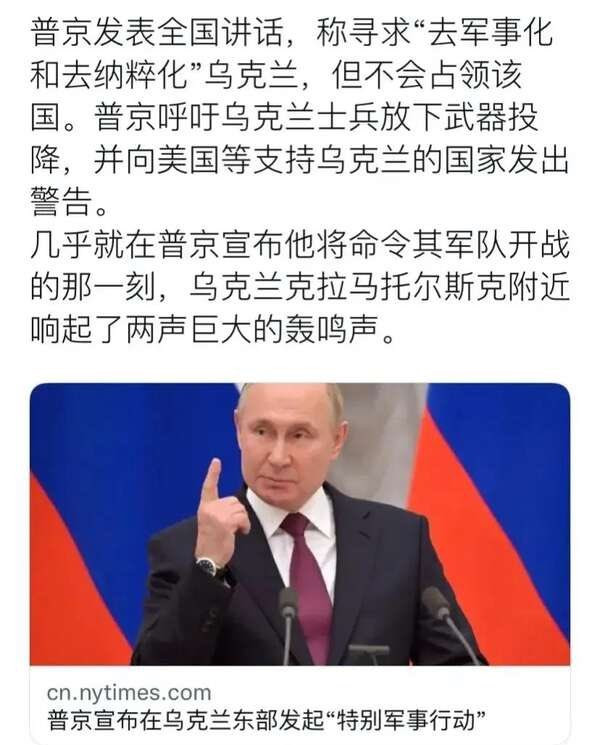 普京发表全国讲话，称寻求“去军事化
和去纳粹化”乌克兰，但不会占领该
国。普京呼吁乌克兰士兵放下武器投
降，并向美国等支持乌克兰的国家发出
警告。
几乎就在普京宣布他将命令其军队开战
的那一刻，乌克兰克拉马托尔斯克附近
响起了两声巨大的轰鸣声。
cn.nytimes.com
普京宣布在乌克兰东部发起“特别军事行动”